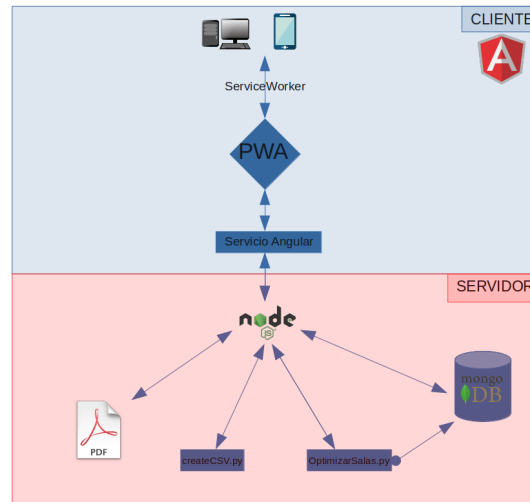 CLIENTE
ServiceWorker
PWA
Servicio Angular
SERVIDOR
node
JS
mongo
DB
PDF
createCSV.py
OptimizarSalas.py